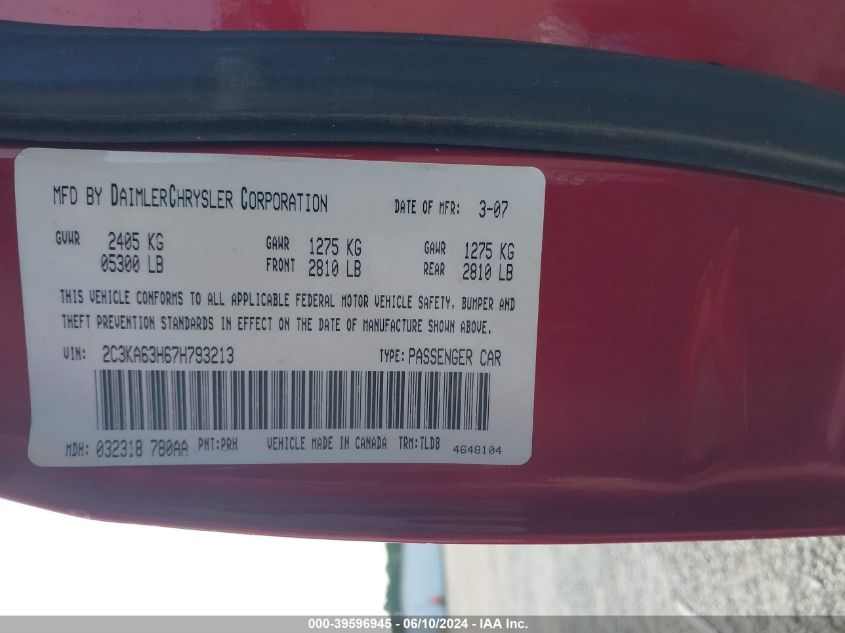 MFD BY DAIMLERCHRYSLER CORPORATION DATE OF MFR: 3-07
GVWR 2405 KG GAWR 1275 KG GAWR 1275 KG
05300 LB FRONT 2810 LB REAR 2810 LB
THIS VEHICLE CONFORMS TO ALL APPLICABLE FEDERAL MOTOR VEHICLE SAFETY, BUMPER AND
THEFT PREVENTION STANDARDS IN EFFECT ON THE DATE OF MANUFACTURE SHOWN ABOVE.
VIN: 2C3KA63H67H793213 TYPE: PASSENGER CAR
MDH: 032318 780AA PNT:PRH VEHICLE MADE IN CANADA TRM:TLDB
4648104
000-39596945 - 06/10/2024 - IAA Inc.